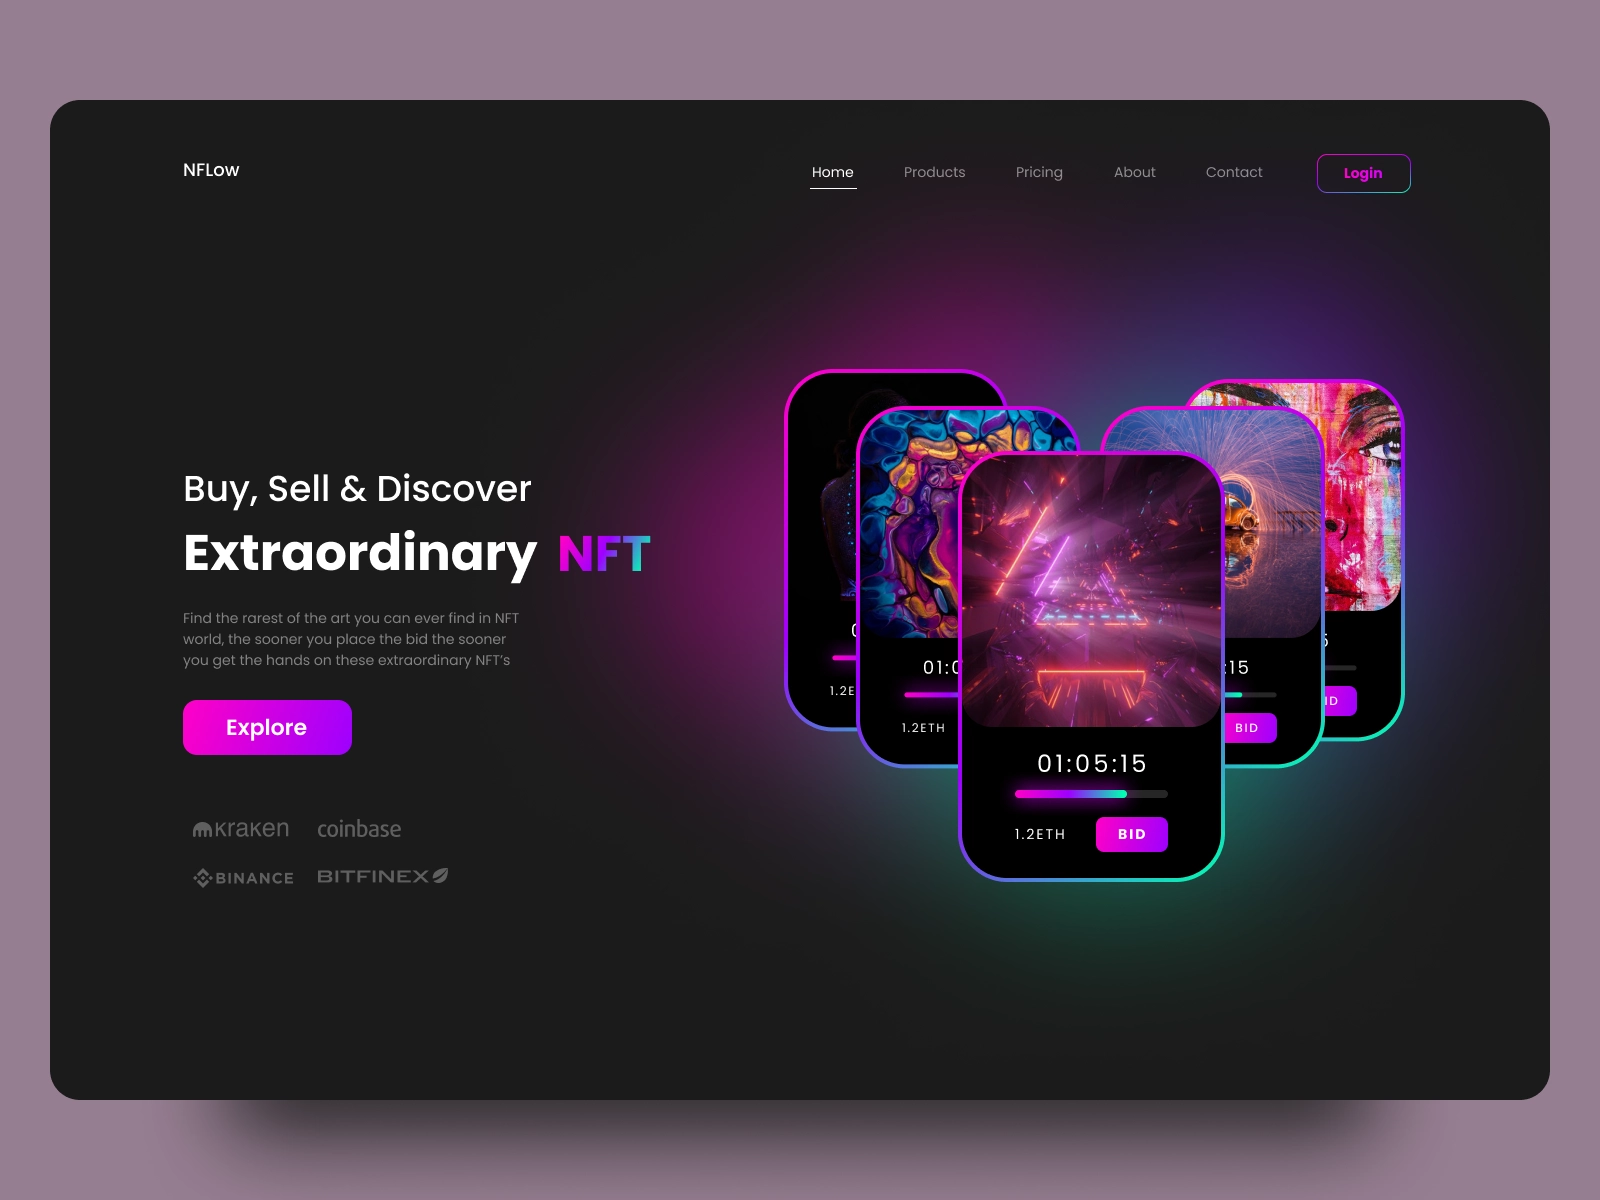 NFLow
Home Products Pricing About Contact Login
Buy, Sell & Discover
Extraordinary NFT
Find the rarest of the art you can ever find in NFT
world, the sooner you place the bid the sooner
you get the hands on these extraordinary NFT’s
Explore
kraken coinbase
BINANCE BITFINEX
01:05:15
1.2ETH BID
1.2E
01:0
1.2ETH
:15
BID
5
ID